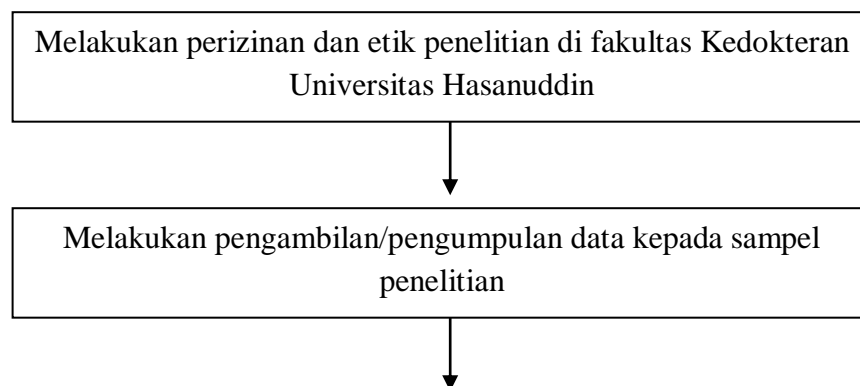 Melakukan perizinan dan etik penelitian di fakultas Kedokteran
Universitas Hasanuddin
Melakukan pengambilan/pengumpulan data kepada sampel
penelitian